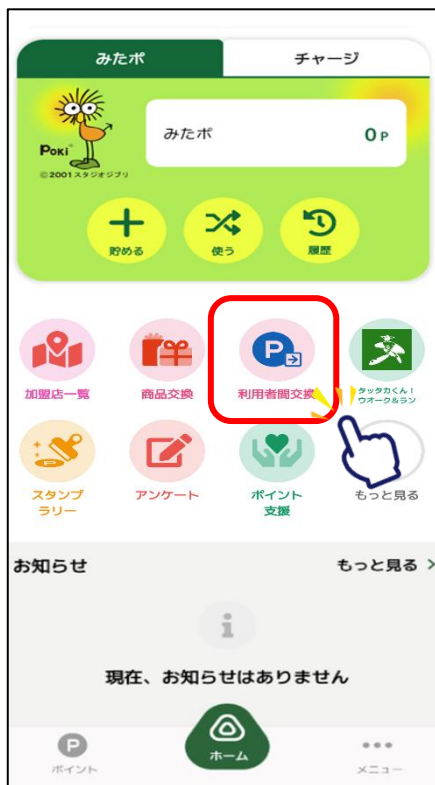 みたポ
チャージ
POKI
©2001 スタジオジブリ
みたポ
0 P
貯める
使う
履歴
加盟店一覧
商品交換
P
利用者間交換
タッタカくん！
ウオーク＆ラン
スタンプ
ラリー
アンケート
ポイント
支援
もっと見る
お知らせ
もっと見る
現在、お知らせはありません
P
ポイント
ホーム
メニュー